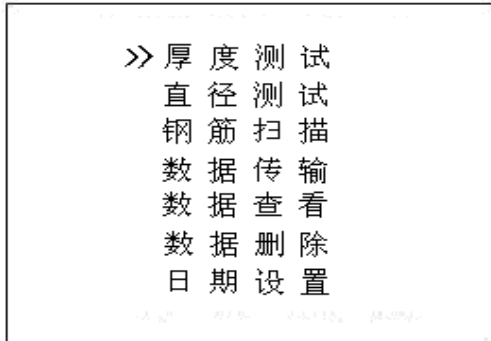 >>厚度测试
直径测试
钢筋扫描
数据传输
数据查看
数据删除
日期设置